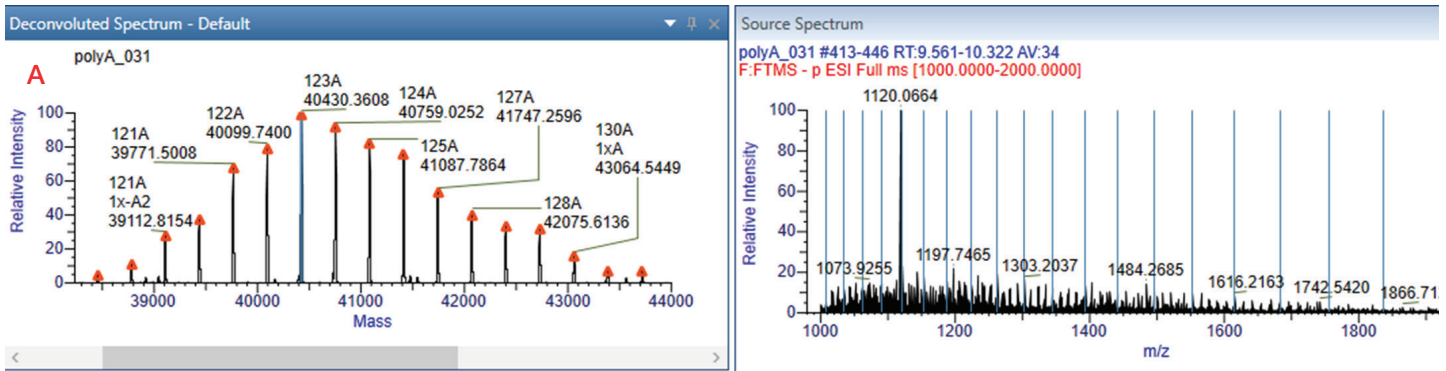 Deconvoluted Spectrum - Default
polyA_031
A
123A
40430.3608
124A
40759.0252
127A
41747.2596
122A
40099.7400
121A
39771.5008
125A
41087.7864
130A
1xA
43064.5449
121A
1x-A2
39112.8154
128A
42075.6136
Relative Intensity
100
80
60
40
20
0
39000
40000
41000
42000
43000
44000
Mass
Source Spectrum
polyA_031 #413-446 RT:9.561-10.322 AV:34
F:FTMS - p ESI Full ms [1000.0000-2000.0000]
1120.0664
1197.7465
1303.2037
1484.2685
1073.9255
1616.2163
1742.5420
Relative Intensity
100
80
60
40
20
0
1000
1200
1400
1600
1800
m/z